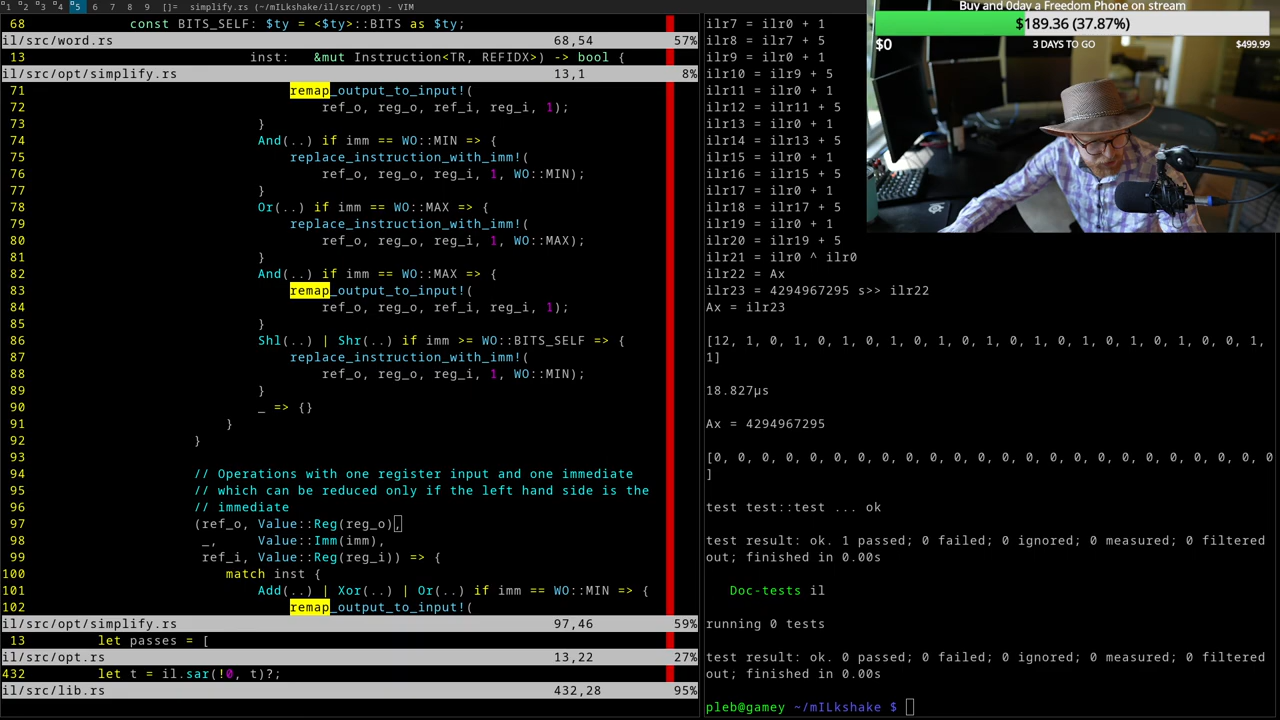 1 2 3 4 5 6 7 8 9 []= simplify.rs (~/mILkshake/il/src/opt) - VIM
68 const BITS_SELF: $ty = <$ty>::BITS as $ty;
il/src/word.rs 68,54 57%
13 inst: &mut Instruction<TR, REFIDX>) -> bool {
il/src/opt/simplify.rs 13,1 8%
71 remap_output_to_input!(
72 ref_o, reg_o, ref_i, reg_i, 1);
73 }
74 And(..) if imm == WO::MIN => {
75 replace_instruction_with_imm!(
76 ref_o, reg_o, reg_i, 1, WO::MIN);
77 }
78 Or(..) if imm == WO::MAX => {
79 replace_instruction_with_imm!(
80 ref_o, reg_o, reg_i, 1, WO::MAX);
81 }
82 And(..) if imm == WO::MAX => {
83 remap_output_to_input!(
84 ref_o, reg_o, ref_i, reg_i, 1);
85 }
86 Shl(..) | Shr(..) if imm >= WO::BITS_SELF => {
87 replace_instruction_with_imm!(
88 ref_o, reg_o, reg_i, 1, WO::MIN);
89 }
90 _ => {}
91 }
92 }
93
94 // Operations with one register input and one immediate
95 // which can be reduced only if the left hand side is the
96 // immediate
97 (ref_o, Value::Reg(reg_o),
98 _, Value::Imm(imm),
99 ref_i, Value::Reg(reg_i)) => {
100 match inst {
101 Add(..) | Xor(..) | Or(..) if imm == WO::MIN => {
102 remap_output_to_input!(
il/src/opt/simplify.rs 97,46 59%
13 let passes = [
il/src/opt.rs 13,22 27%
432 let t = il.sar(!0, t)?;
il/src/lib.rs 432,28 95%
ilr7 = ilr0 + 1
ilr8 = ilr7 + 5
ilr9 = ilr0 + 1
ilr10 = ilr9 + 5
ilr11 = ilr0 + 1
ilr12 = ilr11 + 5
ilr13 = ilr0 + 1
ilr14 = ilr13 + 5
ilr15 = ilr0 + 1
ilr16 = ilr15 + 5
ilr17 = ilr0 + 1
ilr18 = ilr17 + 5
ilr19 = ilr0 + 1
ilr20 = ilr19 + 5
ilr21 = ilr0 ^ ilr0
ilr22 = Ax
ilr23 = 4294967295 s>> ilr22
Ax = ilr23
[12, 1, 0, 1, 0, 1, 0, 1, 0, 1, 0, 1, 0, 1, 0, 1, 0, 1, 0, 1, 0, 0, 1,
1]
18.827µs
Ax = 4294967295
[0, 0, 0, 0, 0, 0, 0, 0, 0, 0, 0, 0, 0, 0, 0, 0, 0, 0, 0, 0, 0, 0, 0, 0
]
test test::test ... ok
test result: ok. 1 passed; 0 failed; 0 ignored; 0 measured; 0 filtered
out; finished in 0.00s
Doc-tests il
running 0 tests
test result: ok. 0 passed; 0 failed; 0 ignored; 0 measured; 0 filtered
out; finished in 0.00s
pleb@gamey ~/mILkshake $
Buy and 0day a Freedom Phone on stream
$189.36 (37.87%)
$0 3 DAYS TO GO $499.99